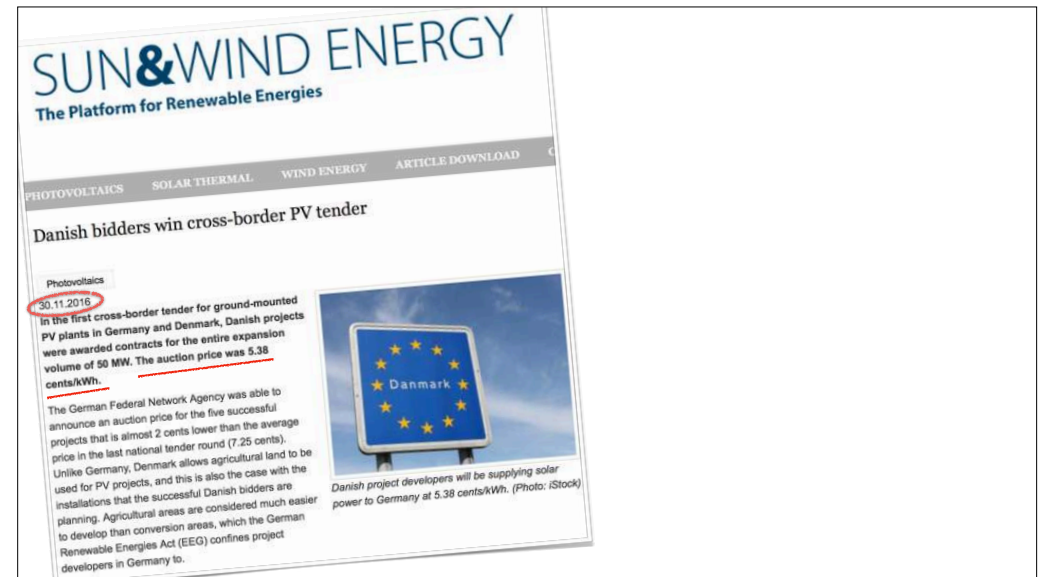 SUN&WIND ENERGY
The Platform for Renewable Energies
PHOTOVOLTAICS SOLAR THERMAL WIND ENERGY ARTICLE DOWNLOAD
Danish bidders win cross-border PV tender
Photovoltaics
30.11.2016
In the first cross-border tender for ground-mounted
PV plants in Germany and Denmark, Danish projects
were awarded contracts for the entire expansion
volume of 50 MW. The auction price was 5.38
cents/kWh.
The German Federal Network Agency was able to
announce an auction price for the five successful
projects that is almost 2 cents lower than the average
price in the last national tender round (7.25 cents).
Unlike Germany, Denmark allows agricultural land to be
used for PV projects, and this is also the case with the
installations that the successful Danish bidders are
planning. Agricultural areas are considered much easier
to develop than conversion areas, which the German
Renewable Energies Act (EEG) confines project
developers in Germany to.
Danmark
Danish project developers will be supplying solar
power to Germany at 5.38 cents/kWh. (Photo: iStock)